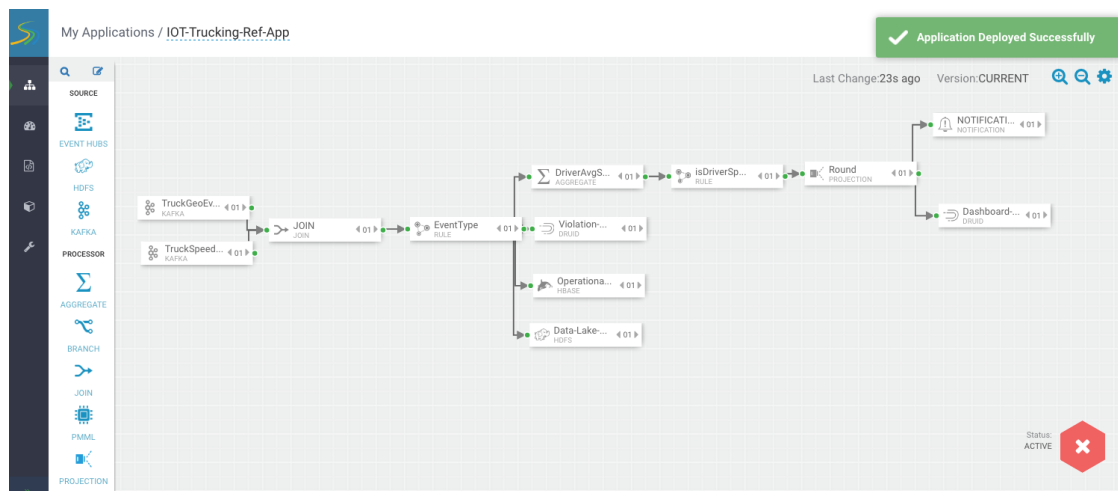 My Applications / IOT-Trucking-Ref-App
Application Deployed Successfully
Last Change:23s ago Version:CURRENT
SOURCE
EVENT HUBS
HDFS
KAFKA
PROCESSOR
AGGREGATE
BRANCH
JOIN
PMML
PROJECTION
TruckGeoEv... 01
KAFKA
TruckSpeed... 01
KAFKA
JOIN 01
JOIN
EventType 01
RULE
DriverAvgS... 01
AGGREGATE
Violation-... 01
DRUID
Operationa... 01
HBASE
Data-Lake-... 01
HDFS
isDriverSp... 01
RULE
Round 01
PROJECTION
NOTIFICATI... 01
NOTIFICATION
Dashboard-... 01
DRUID
Status:
ACTIVE